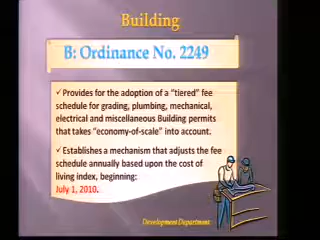 Building
B: Ordinance No. 2249
✓Provides for the adoption of a "tiered" fee
schedule for grading, plumbing, mechanical,
electrical and miscellaneous Building permits
that takes "economy-of-scale" into account.
✓Establishes a mechanism that adjusts the fee
schedule annually based upon the cost of
living index, beginning:
July 1, 2010.
Development Department